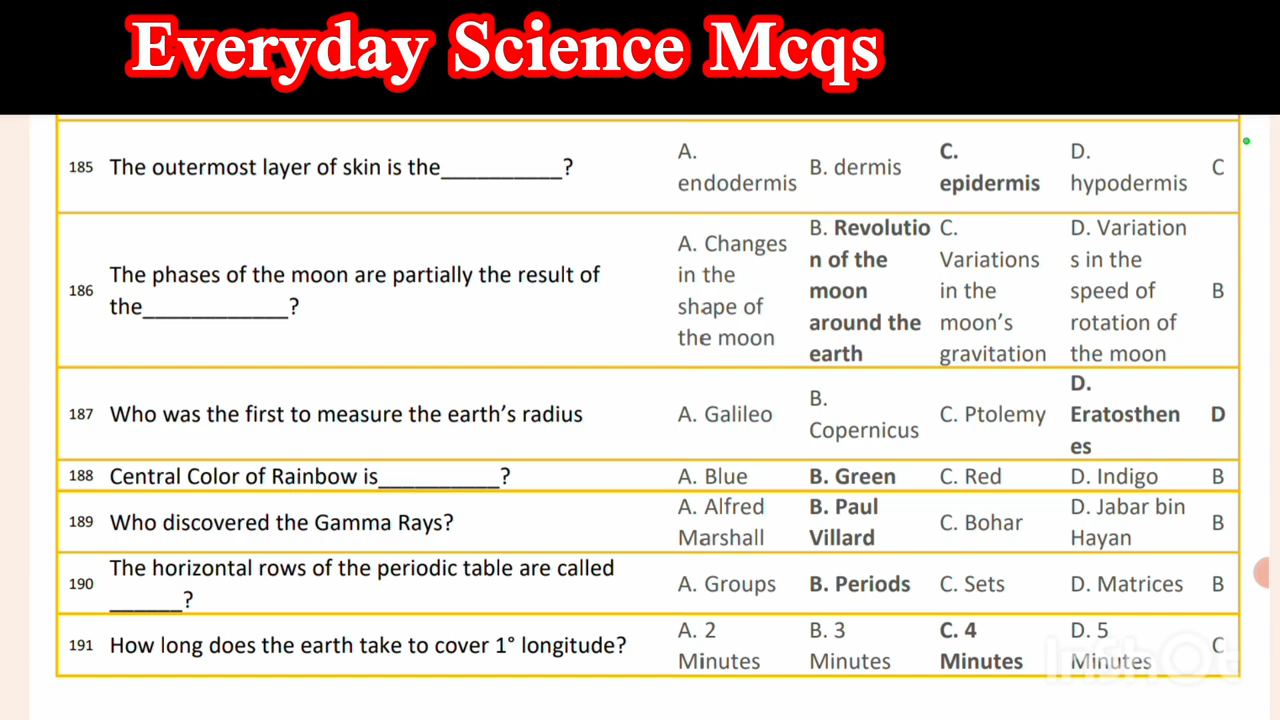 Everyday Science Mcqs
185 The outermost layer of skin is the__________? A. endodermis B. dermis C. epidermis D. hypodermis C
186 The phases of the moon are partially the result of the____________? A. Changes in the shape of the moon B. Revolutio n of the moon around the earth C. Variations in the moon’s gravitation D. Variation s in the speed of rotation of the moon B
187 Who was the first to measure the earth’s radius A. Galileo B. Copernicus C. Ptolemy D. Eratosthen es D
188 Central Color of Rainbow is__________? A. Blue B. Green C. Red D. Indigo B
189 Who discovered the Gamma Rays? A. Alfred Marshall B. Paul Villard C. Bohar D. Jabar bin Hayan B
190 The horizontal rows of the periodic table are called ______? A. Groups B. Periods C. Sets D. Matrices B
191 How long does the earth take to cover 1° longitude? A. 2 Minutes B. 3 Minutes C. 4 Minutes D. 5 Minutes C